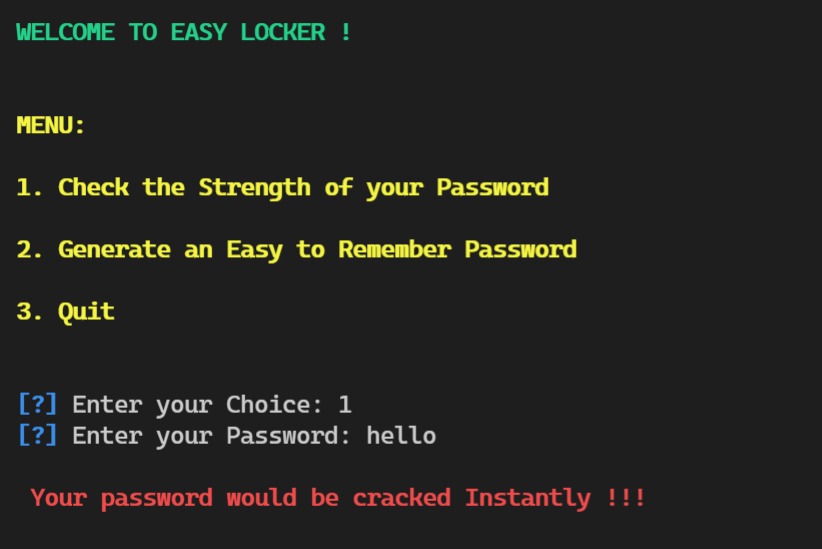 WELCOME TO EASY LOCKER !
MENU:
1. Check the Strength of your Password
2. Generate an Easy to Remember Password
3. Quit
[?] Enter your Choice: 1
[?] Enter your Password: hello
Your password would be cracked Instantly !!!